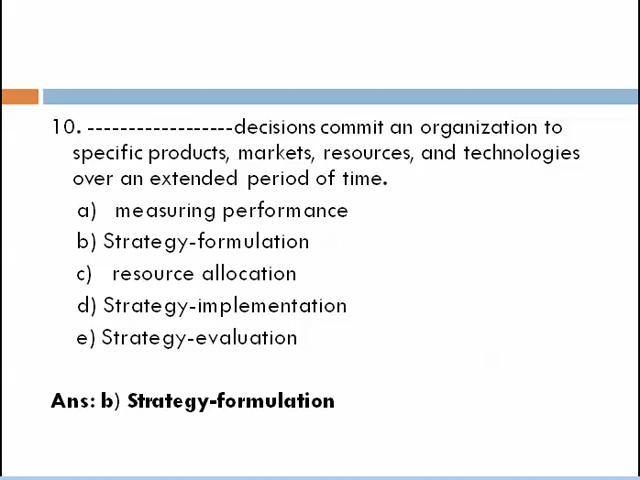 10. ------------------decisions commit an organization to
specific products, markets, resources, and technologies
over an extended period of time.
a) measuring performance
b) Strategy-formulation
c) resource allocation
d) Strategy-implementation
e) Strategy-evaluation
Ans: b) Strategy-formulation